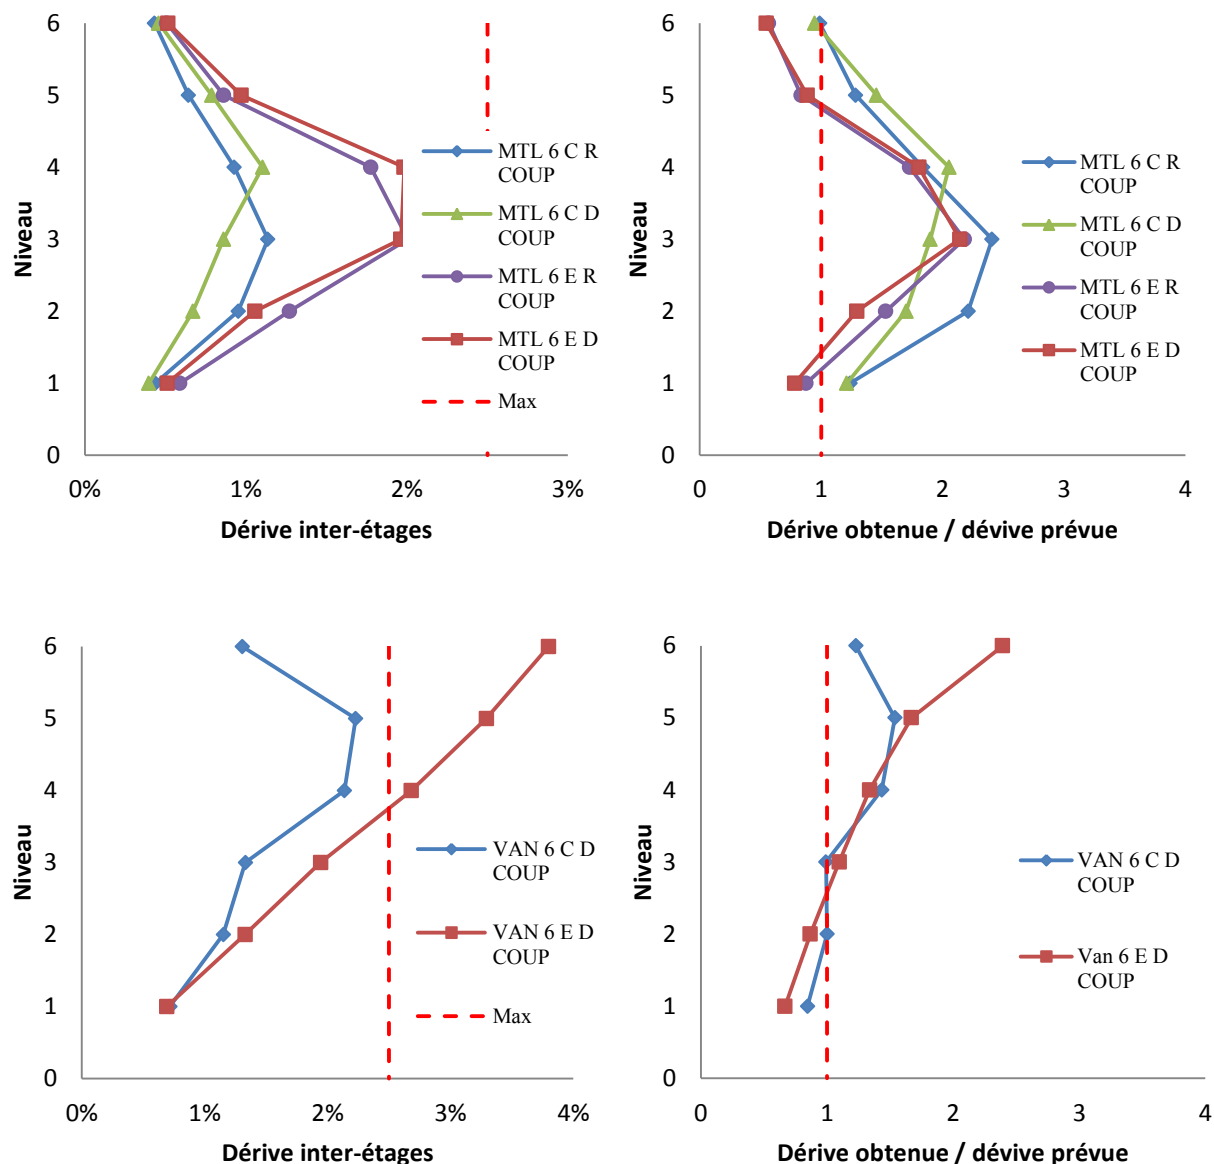 6
5
4
3
2
1
0
Niveau
0%
1%
2%
3%
Dérive inter-étages
MTL 6 C R
COUP
MTL 6 C D
COUP
MTL 6 E R
COUP
MTL 6 E D
COUP
Max
6
5
4
3
2
1
0
Niveau
0
1
2
3
4
Dérive obtenue / dévive prévue
MTL 6 C R
COUP
MTL 6 C D
COUP
MTL 6 E R
COUP
MTL 6 E D
COUP
6
5
4
3
2
1
0
Niveau
0%
1%
2%
3%
4%
Dérive inter-étages
VAN 6 C D
COUP
VAN 6 E D
COUP
Max
6
5
4
3
2
1
0
Niveau
0
1
2
3
4
Dérive obtenue / dévive prévue
VAN 6 C D
COUP
Van 6 E D
COUP